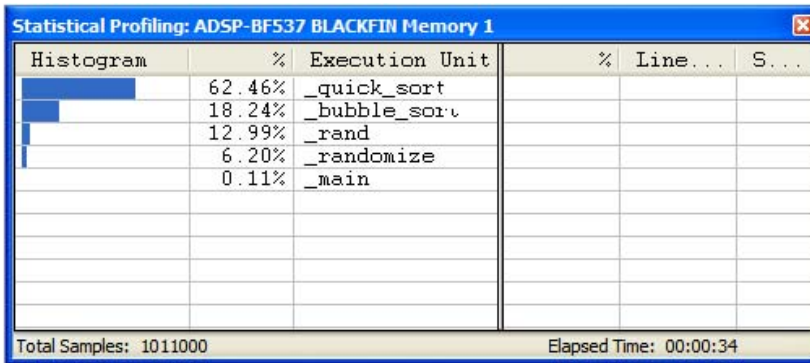 Statistical Profiling: ADSP-BF537 BLACKFIN Memory 1
Histogram % Execution Unit % Line... S...
62.46% _quick_sort
18.24% _bubble_sort
12.99% _rand
6.20% _randomize
0.11% _main
Total Samples: 1011000 Elapsed Time: 00:00:34